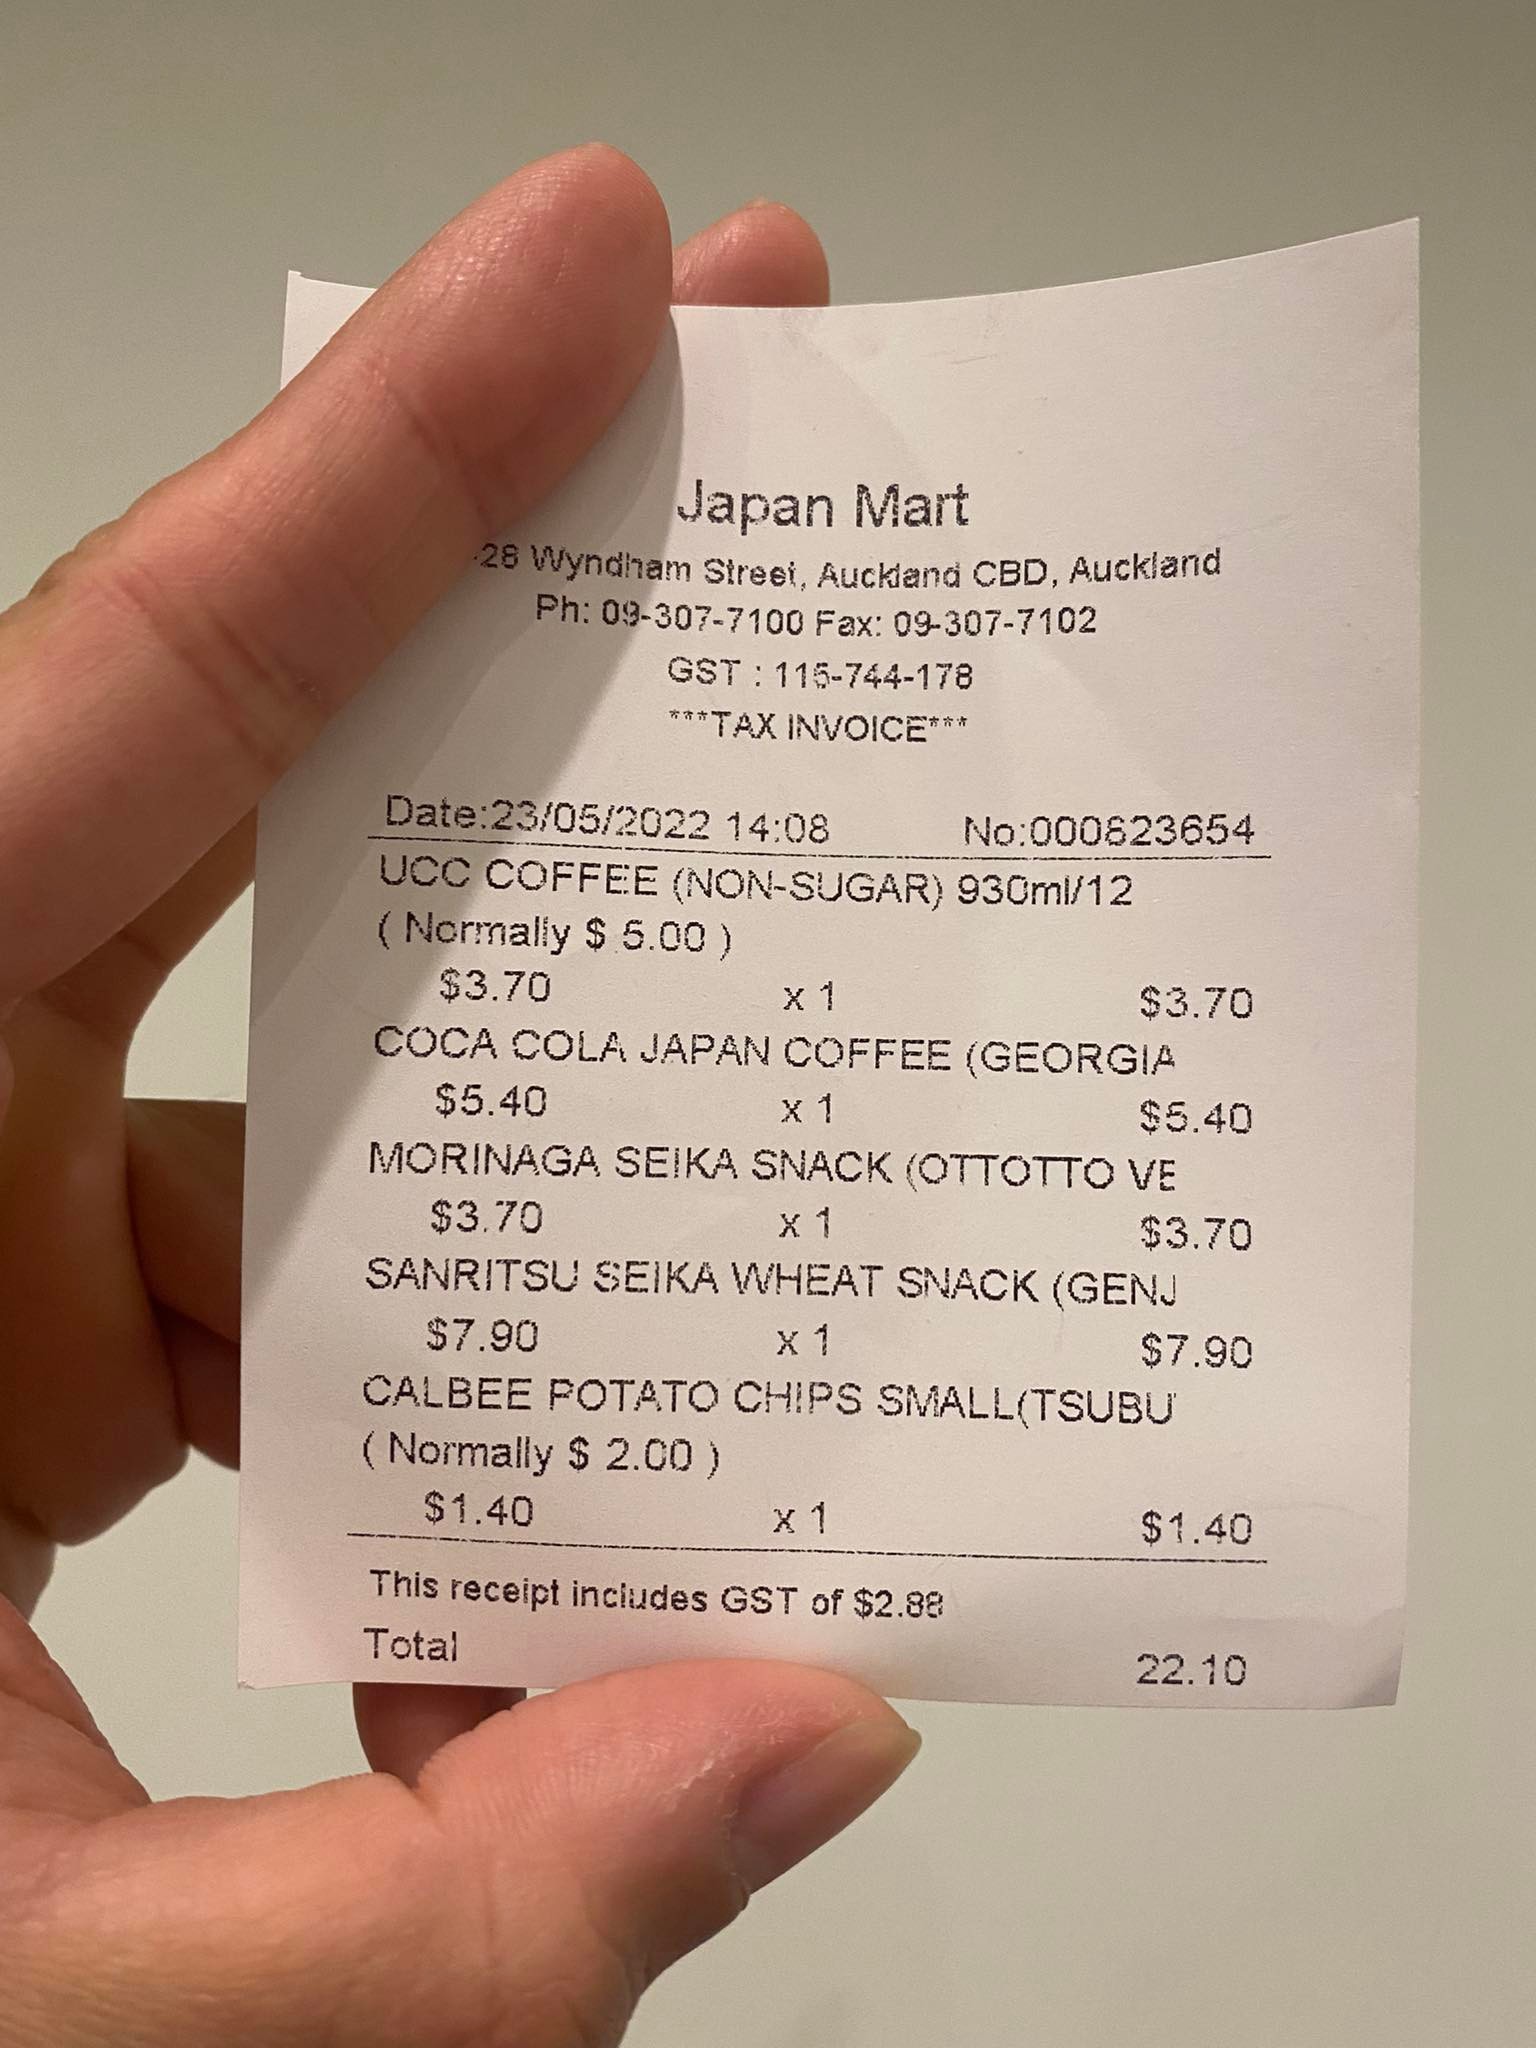 Japan Mart
28 Wyndham Street, Auckland CBD, Auckland
Ph: 09-307-7100 Fax: 09-307-7102
GST : 115-744-178
***TAX INVOICE***
Date:23/05/2022 14:08 No:000823654
UCC COFFEE (NON-SUGAR) 930ml/12
( Normally $ 5.00 )
$3.70 x 1 $3.70
COCA COLA JAPAN COFFEE (GEORGIA
$5.40 x 1 $5.40
MORINAGA SEIKA SNACK (OTTOTTO VE
$3.70 x 1 $3.70
SANRITSU SEIKA WHEAT SNACK (GENJ
$7.90 x 1 $7.90
CALBEE POTATO CHIPS SMALL(TSUBU
( Normally $ 2.00 )
$1.40 x 1 $1.40
This receipt includes GST of $2.88
Total 22.10